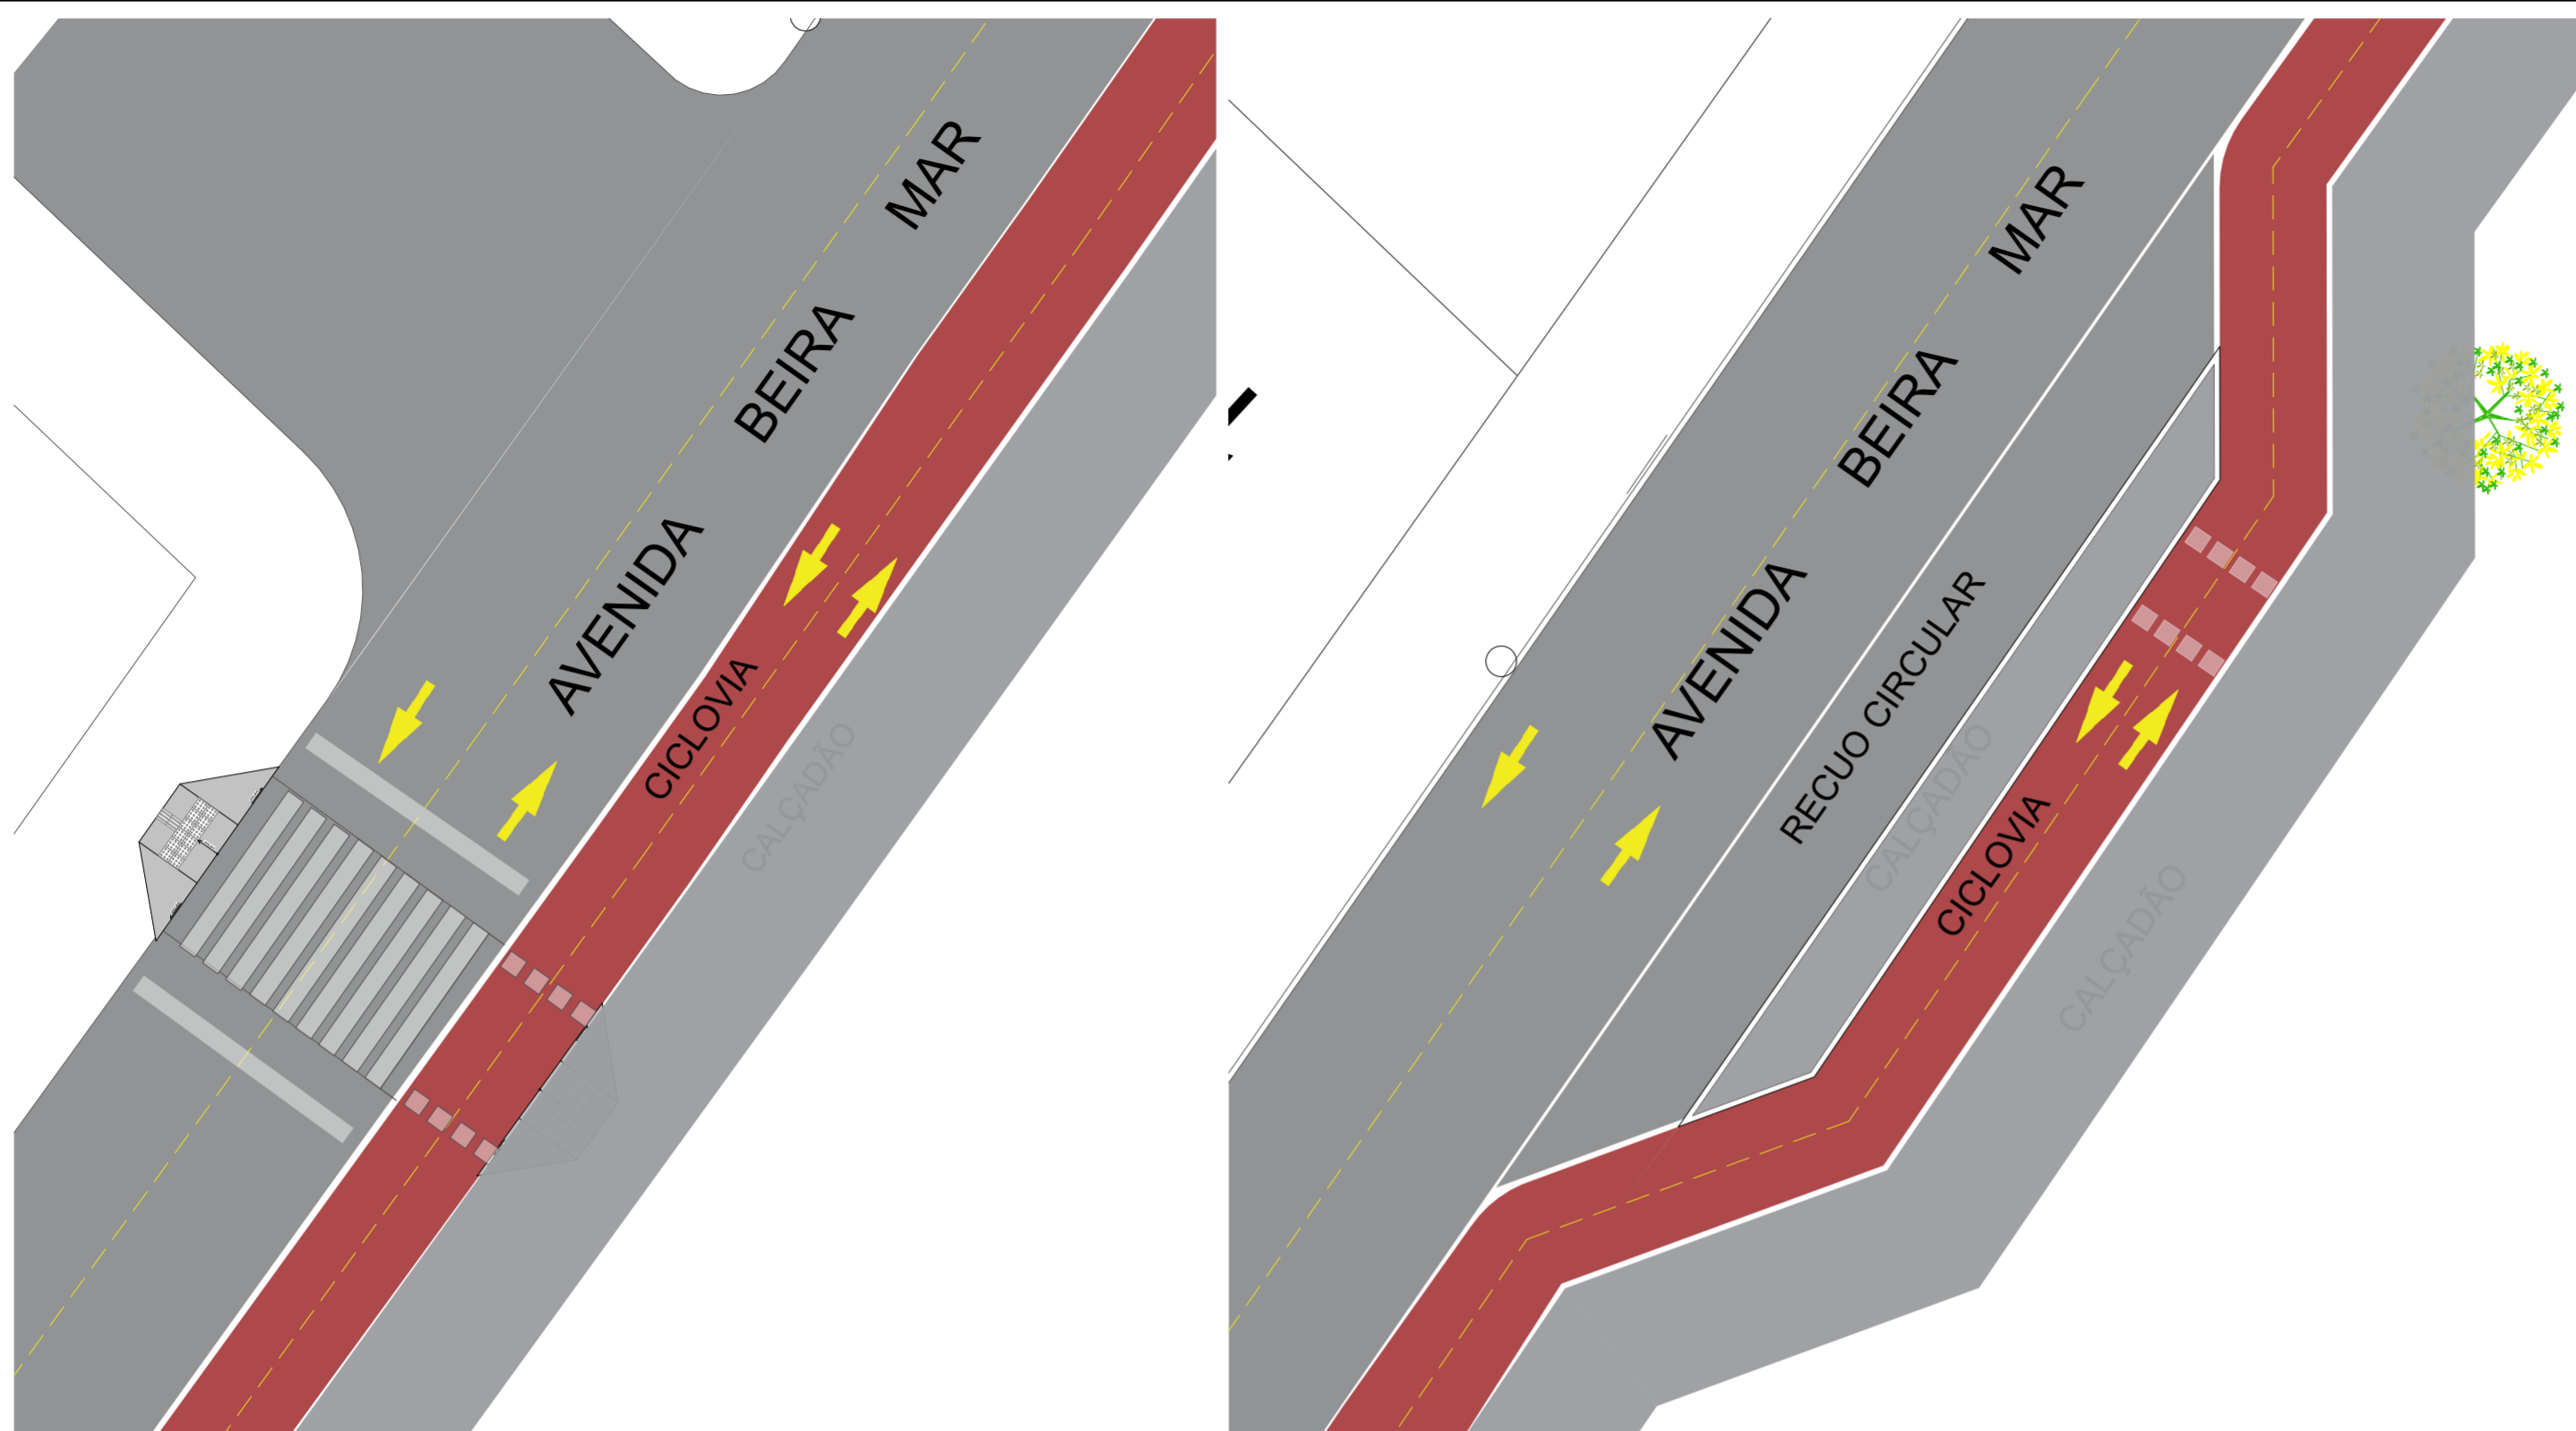 AVENIDA BEIRA MAR
CICLOVIA
CALÇADÃO
AVENIDA BEIRA MAR
RECUO CIRCULAR
CALÇADÃO
CICLOVIA
CALÇADÃO